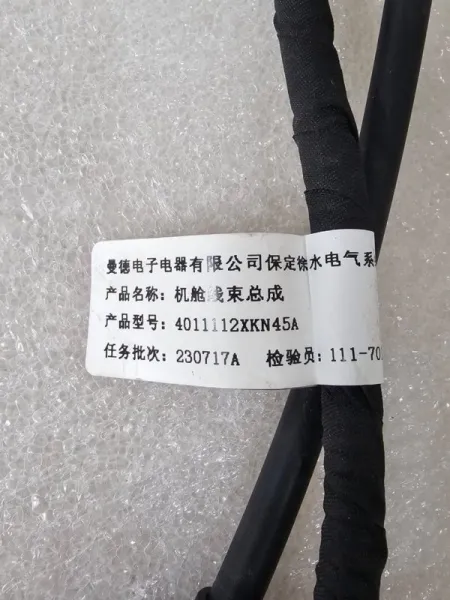 曼德电子电器有限公司保定徐水电气系
产品名称: 机舱线束总成
产品型号: 4011112XKN45A
任务批次: 230717A 检验员: 111-70